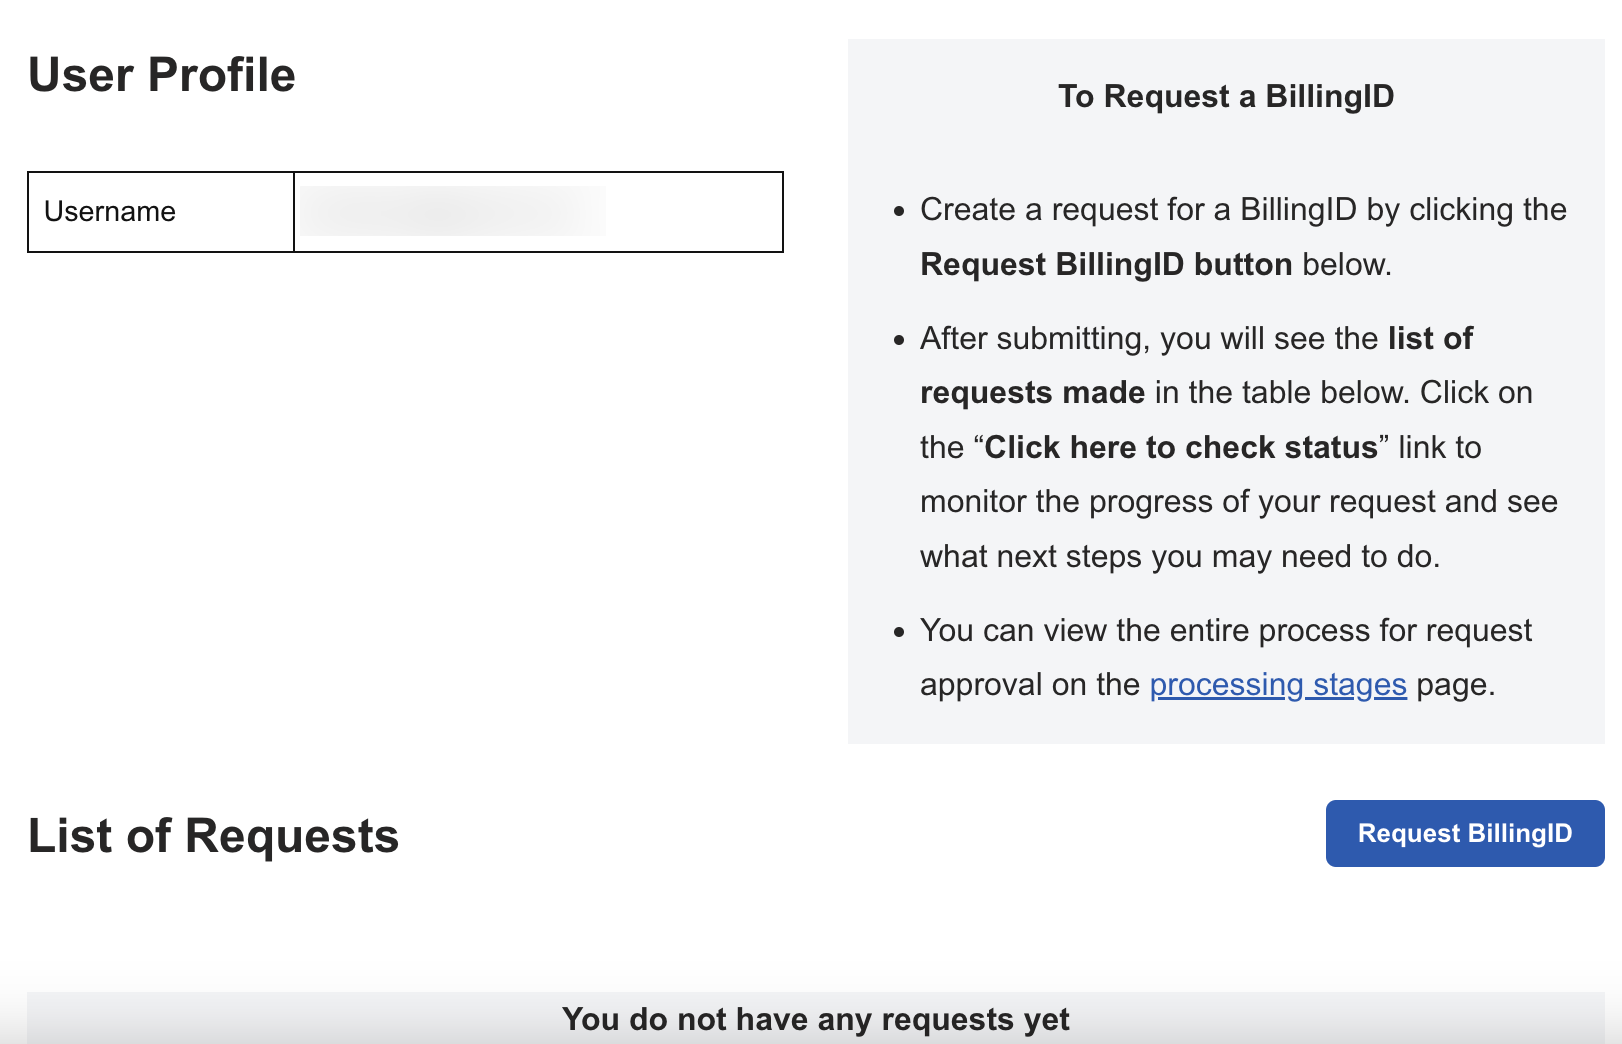 User Profile
Username
To Request a BillingID
• Create a request for a BillingID by clicking the
Request BillingID button below.
• After submitting, you will see the list of
requests made in the table below. Click on
the “Click here to check status” link to
monitor the progress of your request and see
what next steps you may need to do.
• You can view the entire process for request
approval on the processing stages page.
List of Requests
Request BillingID
You do not have any requests yet